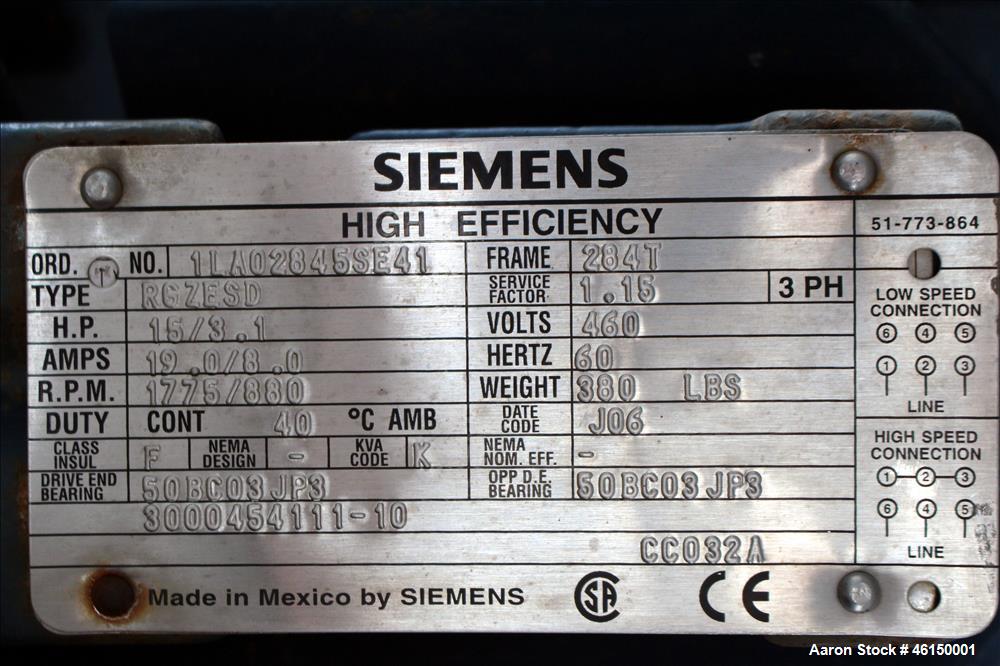 SIEMENS
HIGH EFFICIENCY
51-773-864
ORD. NO. 1LA02845SE41 FRAME 284T
TYPE RGZESD SERVICE FACTOR 1.15 3 PH
H.P. 15/3.1 VOLTS 460
AMPS 19.0/8.0 HERTZ 60
R.P.M. 1775/880 WEIGHT 380 LBS
DUTY CONT 40 °C AMB DATE CODE J06
CLASS INSUL F NEMA DESIGN - KVA CODE K NEMA NOM. EFF. -
DRIVE END BEARING 50BC03JP3 OPP D.E. BEARING 50BC03JP3
3000454111-10
CC032A
LOW SPEED
CONNECTION
6 4 5
1 2 3
LINE
HIGH SPEED
CONNECTION
1 2 3
6 4 5
LINE
Made in Mexico by SIEMENS SA CE
Aaron Stock # 46150001